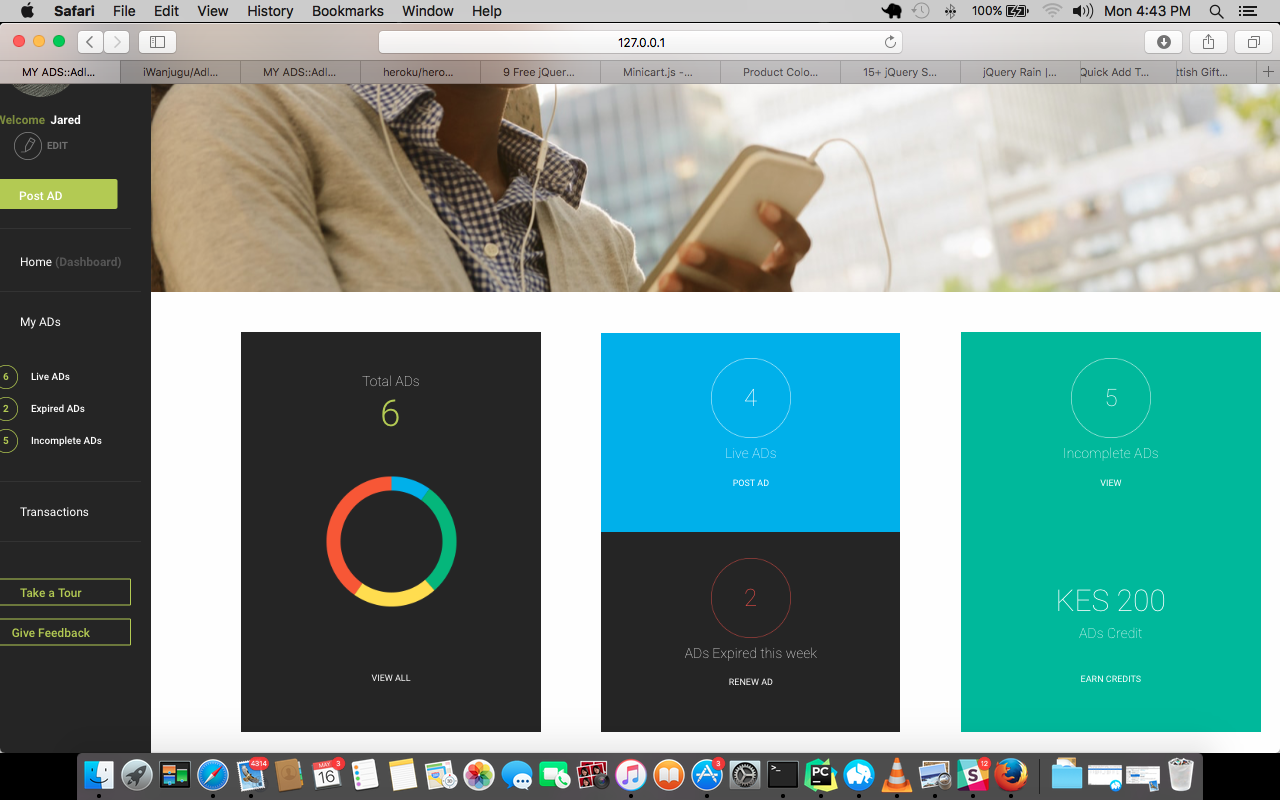 Safari File Edit View History Bookmarks Window Help 100% Mon 4:43 PM
127.0.0.1
MY ADS::Adl... iWanjugu/Adl... MY ADS::Adl... heroku/hero... 9 Free jQuer... Minicart.js -... Product Colo... 15+ jQuery S... jQuery Rain |... Quick Add T... ttish Gift...
Welcome Jared
EDIT
Post AD
Home (Dashboard)
My ADs
6 Live ADs
2 Expired ADs
5 Incomplete ADs
Transactions
Take a Tour
Give Feedback
Total ADs
6
VIEW ALL
4
Live ADs
POST AD
2
ADs Expired this week
RENEW AD
5
Incomplete ADs
VIEW
KES 200
ADs Credit
EARN CREDITS
4314
MAY 3
16
3
PC
12